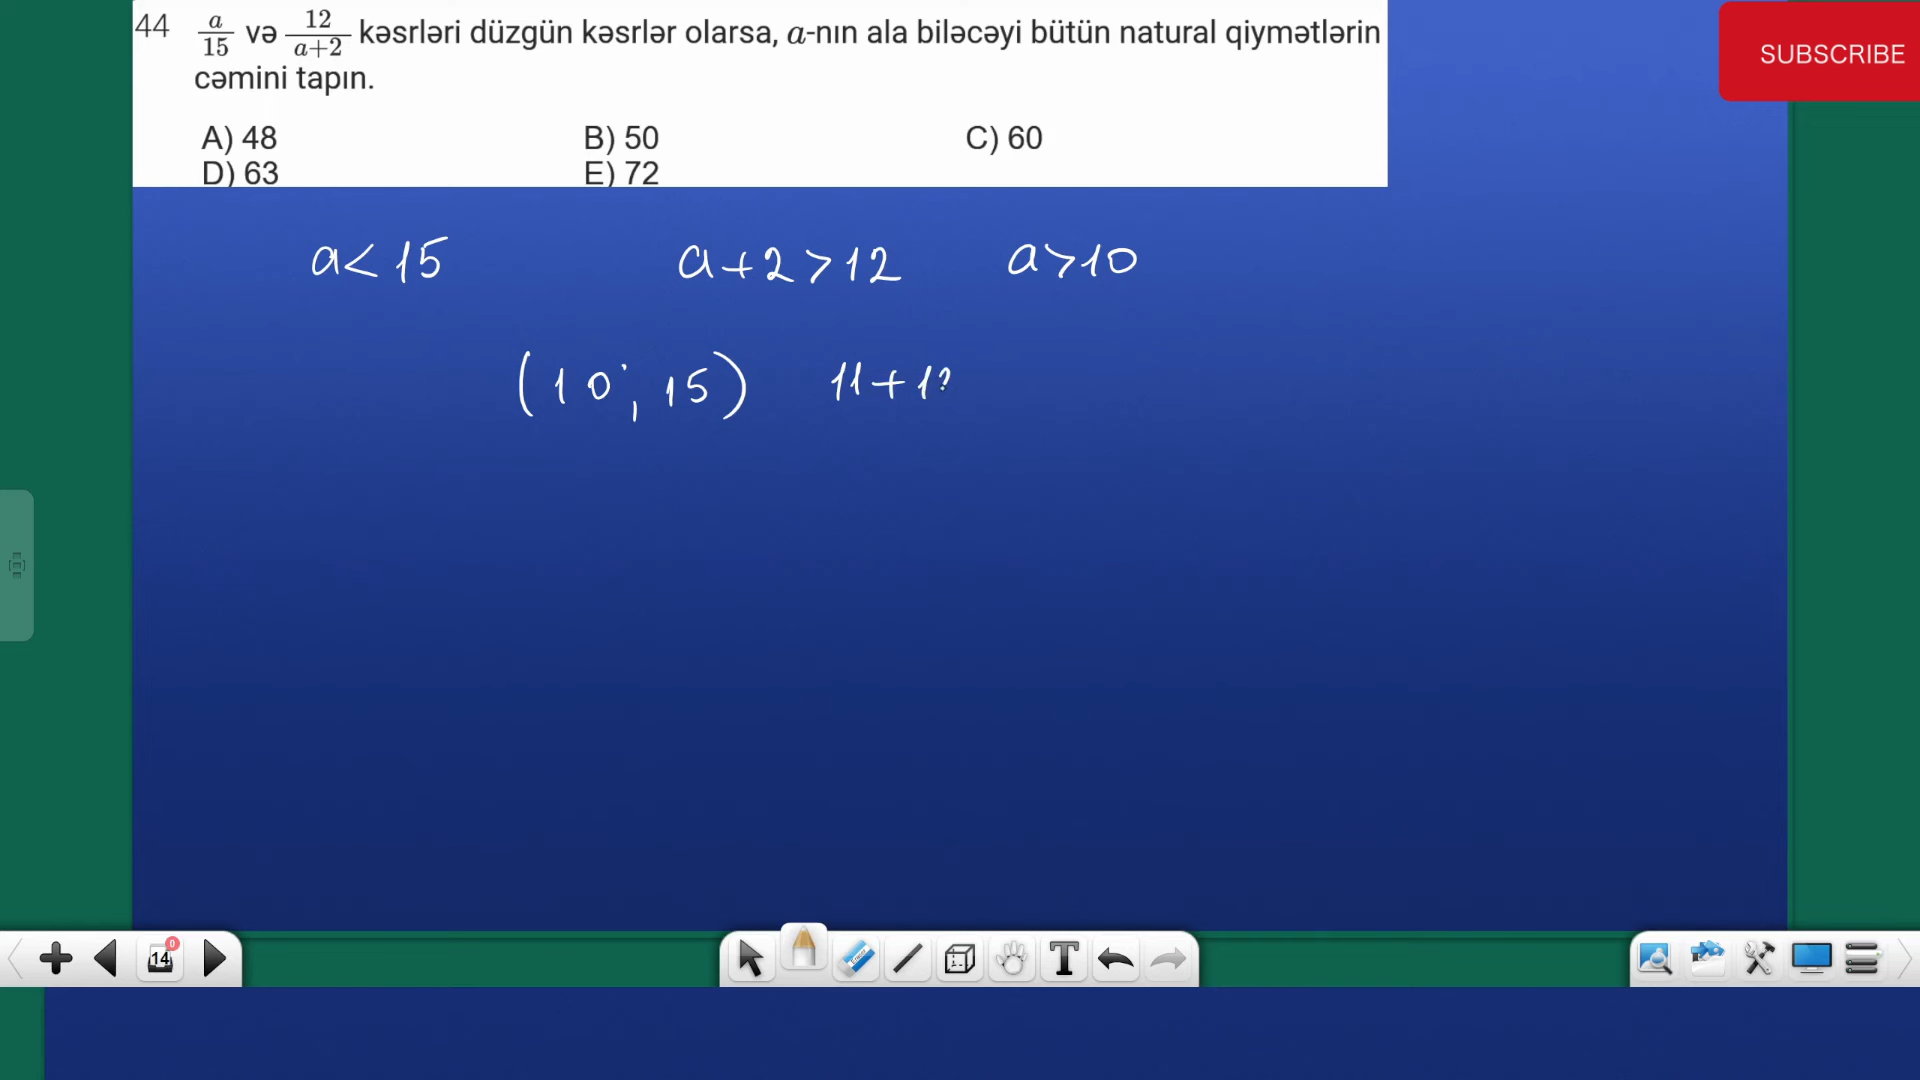 SUBSCRIBE
44 a/15 və 12/(a+2) kəsrləri düzgün kəsrlər olarsa, a-nın ala biləcəyi bütün natural qiymətlərin
cəmini tapın.
A) 48 B) 50 C) 60
D) 63 E) 72
a < 15 a + 2 > 12 a > 10
(10; 15) 11 + 1
14
0
T